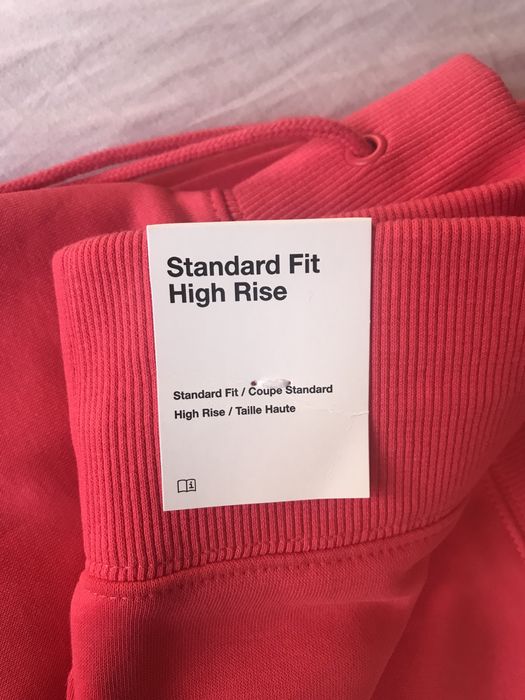 Standard Fit
High Rise
Standard Fit / Coupe Standard
High Rise / Taille Haute